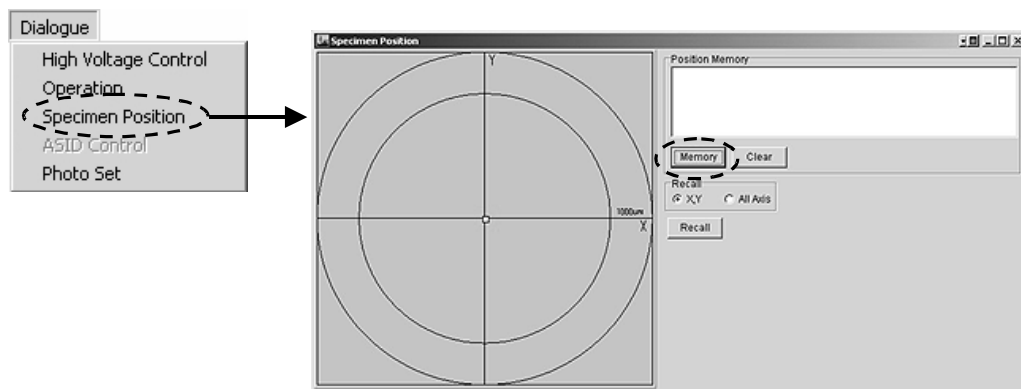 Dialogue
High Voltage Control
Operation
Specimen Position
ASID Control
Photo Set
Specimen Position
Y
1000um
X
Position Memory
Memory Clear
Recall
X,Y All Axis
Recall